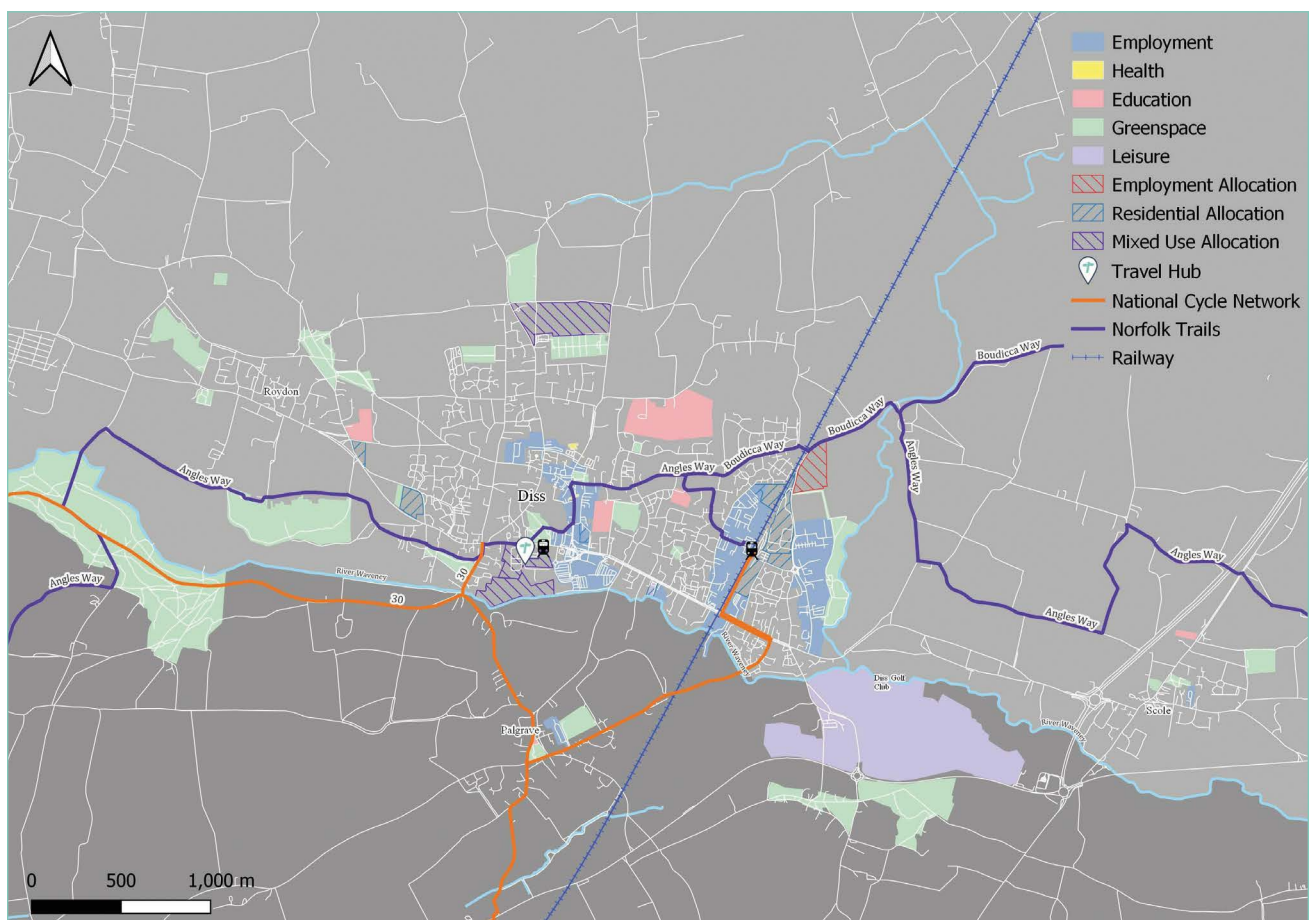 Employment
Health
Education
Greenspace
Leisure
Employment Allocation
Residential Allocation
Mixed Use Allocation
Travel Hub
National Cycle Network
Norfolk Trails
Railway
Boudicca Way
Roydon
Boudicca Way
Boudicca Way
Angles Way
Angles Way
Angles Way
Diss
Angles Way
River Waveney
30
Angles Way
30
Angles Way
River Waveney
Diss Golf
Club
Scole
River Waveney
Palgrave
0 500 1,000 m